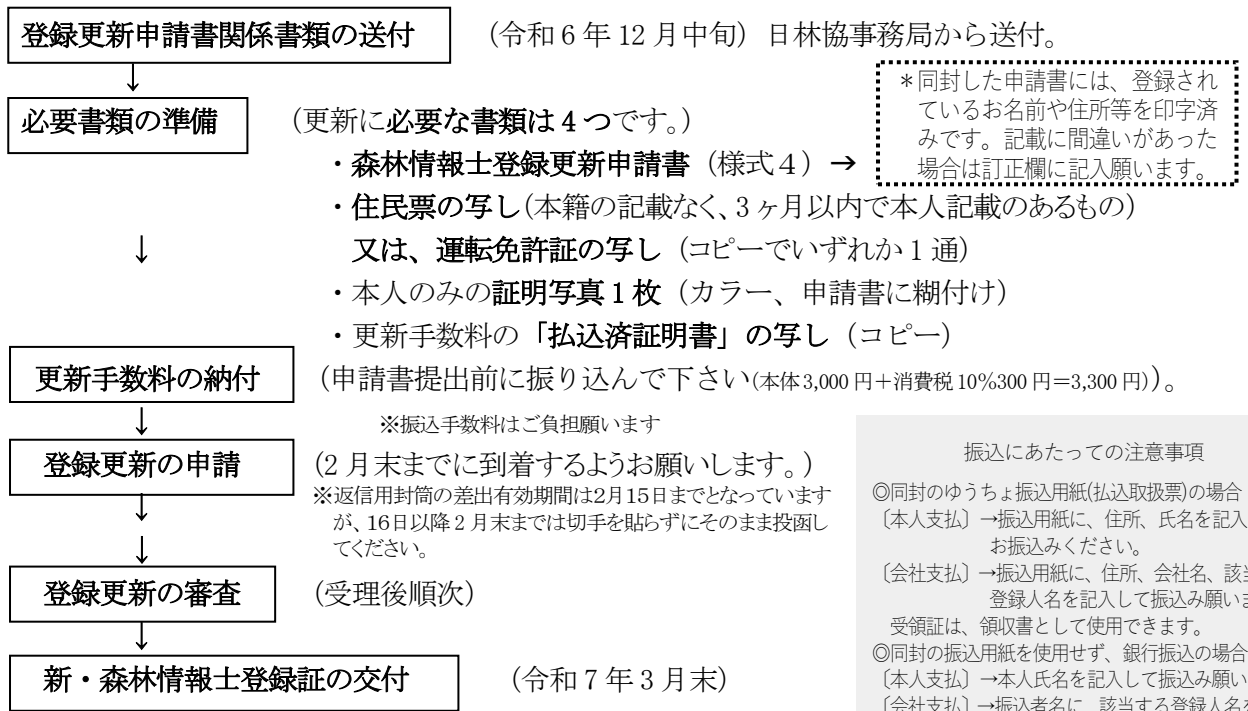 登録更新申請書関係書類の送付 (令和6年12月中旬) 日林協事務局から送付。
↓
必要書類の準備 (更新に必要な書類は4つです。)
・森林情報士登録更新申請書 (様式4) →
*同封した申請書には、登録され
ているお名前や住所等を印字済
みです。記載に間違いがあった
場合は訂正欄に記入願います。
・住民票の写し(本籍の記載なく、3ヶ月以内で本人記載のあるもの)
↓ 又は、運転免許証の写し (コピーでいずれか1通)
・本人のみの証明写真1枚 (カラー、申請書に糊付け)
・更新手数料の「払込済証明書」の写し (コピー)
更新手数料の納付 (申請書提出前に振り込んで下さい(本体3,000円+消費税10%300円=3,300円))。
↓ ※振込手数料はご負担願います
登録更新の申請 (2月末までに到着するようお願いします。)
↓ ※返信用封筒の差出有効期間は2月15日までとなっています
が、16日以降2月末までは切手を貼らずにそのまま投函し
↓ てください。
登録更新の審査 (受理後順次)
↓
新・森林情報士登録証の交付 (令和7年3月末)
振込にあたっての注意事項
◎同封のゆうちょ振込用紙(払込取扱票)の場合
〔本人支払〕→振込用紙に、住所、氏名を記入
お振込みください。
〔会社支払〕→振込用紙に、住所、会社名、該
登録人名を記入して振込み願い
受領証は、領収書として使用できます。
◎同封の振込用紙を使用せず、銀行振込の場合
〔本人支払〕→本人氏名を記入して振込み願い
〔会社支払〕→振込者名に、該当する登録人名